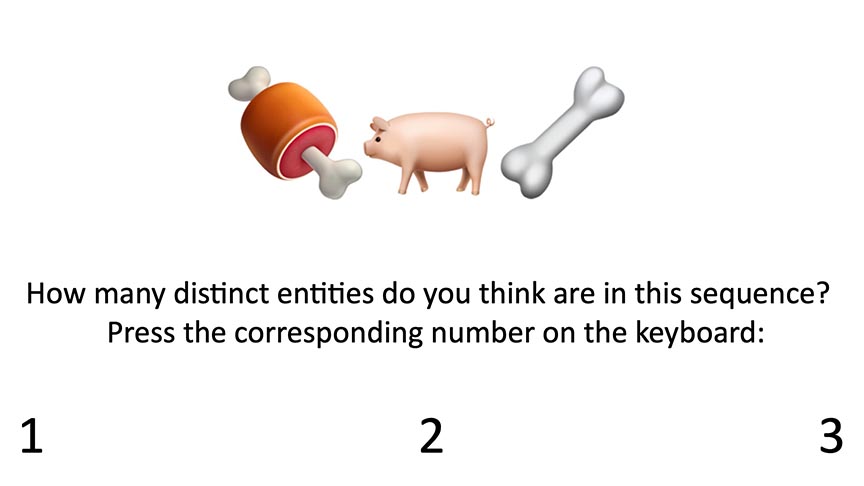 How many distinct entities do you think are in this sequence?
Press the corresponding number on the keyboard:
1 2 3